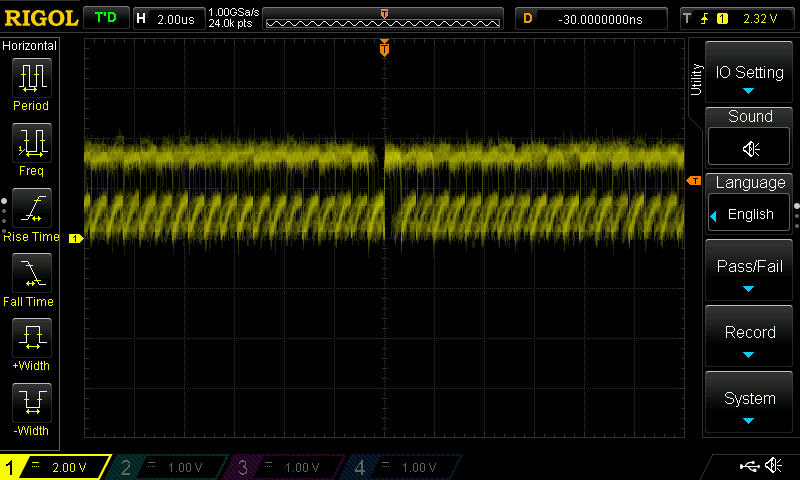 RIGOL T'D H 2.00us 1.00GSa/s 24.0k pts T D -30.0000000ns T 1 2.32 V
Horizontal
Period
Freq
Rise Time
Fall Time
+Width
-Width
T
T
1
Utility
IO Setting
Sound
Language
English
Pass/Fail
Record
System
1 2.00 V 2 1.00 V 3 1.00 V 4 1.00 V